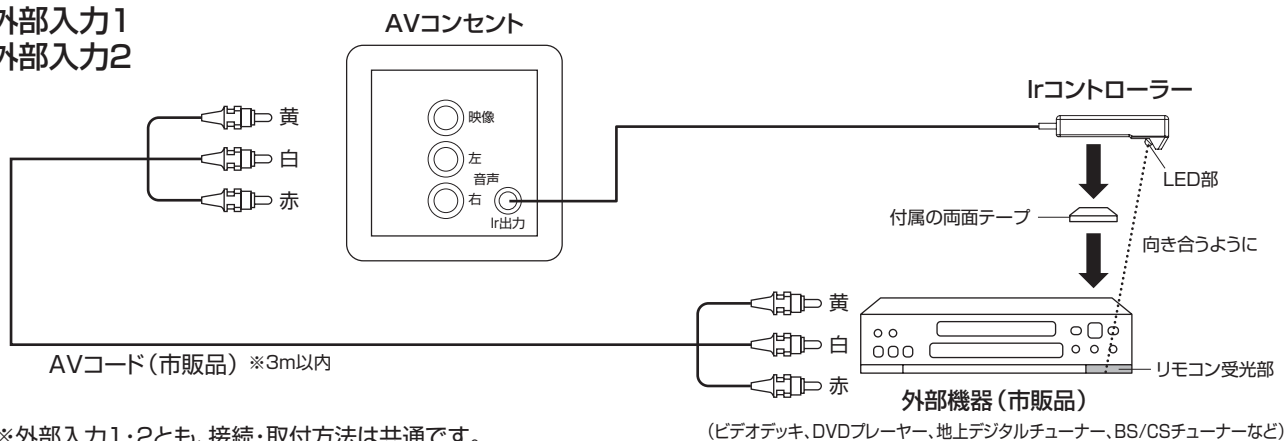 外部入力1
外部入力2
AVコンセント
映像
左
音声
右
Ir出力
黄
白
赤
Irコントローラー
LED部
付属の両面テープ
向き合うように
黄
白
赤
リモコン受光部
AVコード(市販品) ※3m以内
外部機器(市販品)
(ビデオデッキ、DVDプレーヤー、地上デジタルチューナー、BS/CSチューナーなど)
※外部入力1・2とも、接続・取付方法は共通です。